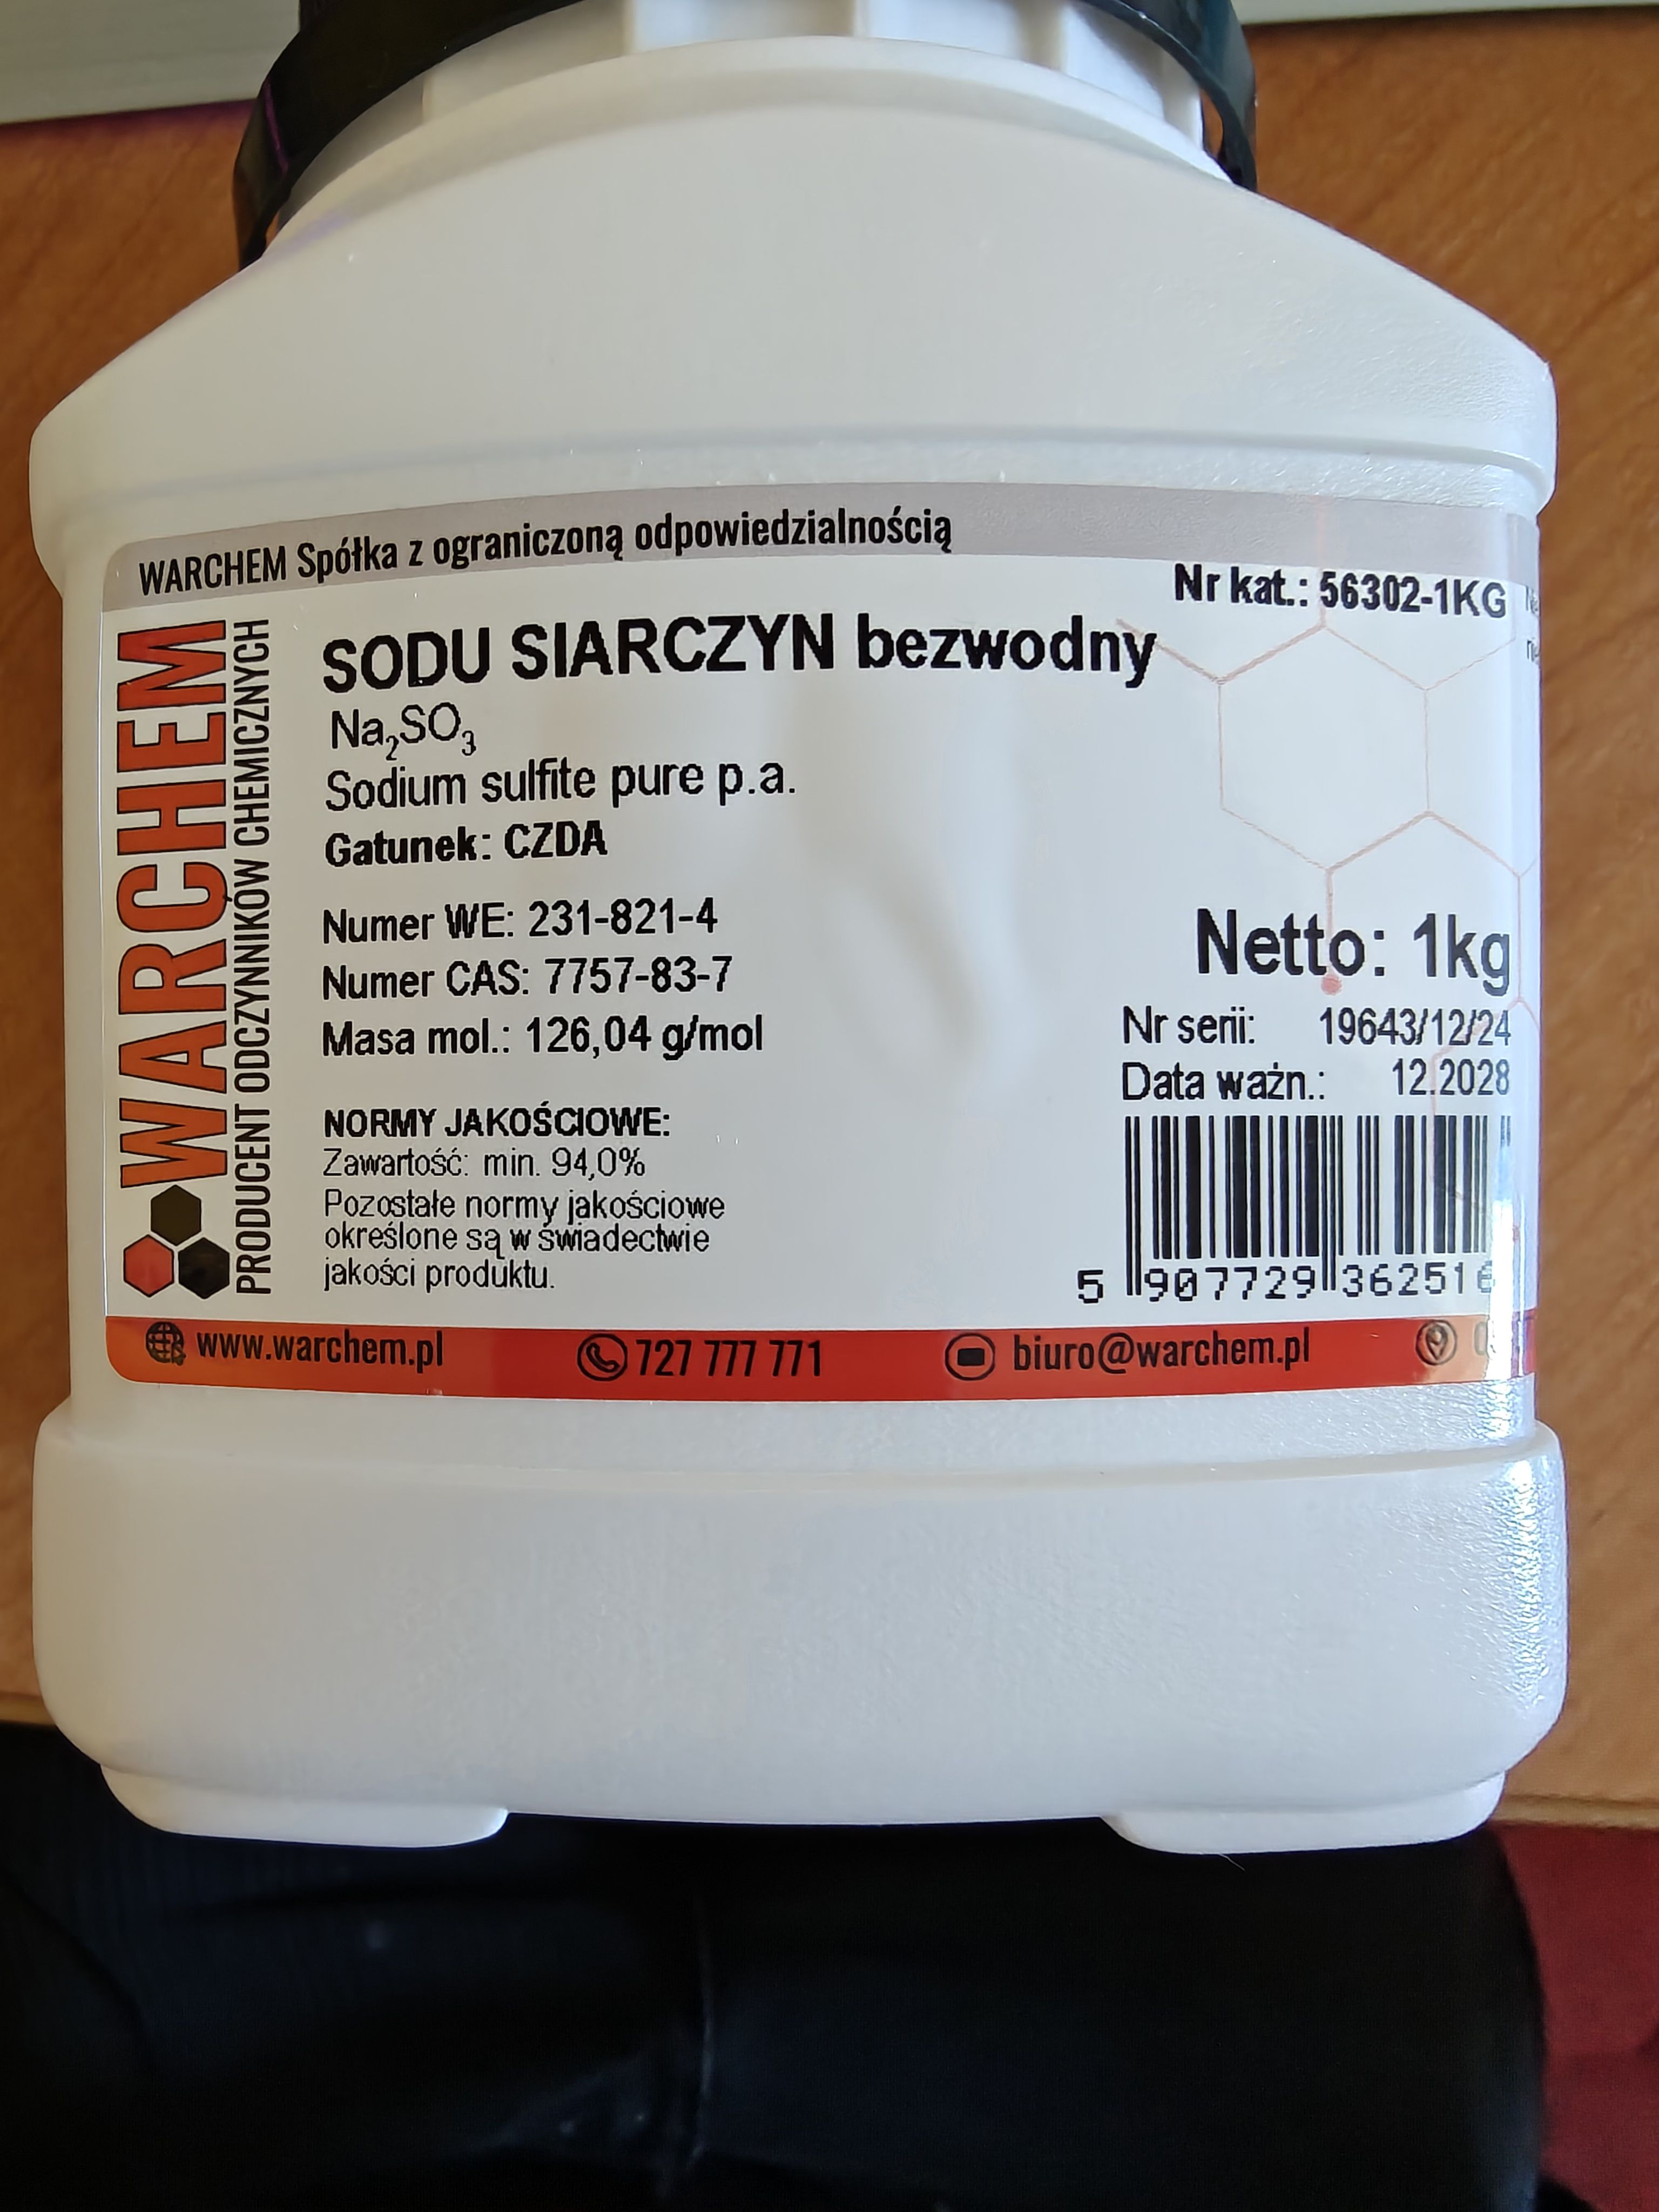 WARCHEM Spółka z ograniczoną odpowiedzialnością
Nr kat.: 56302-1KG
WARCHEM
PRODUCENT ODCZYNNIKÓW CHEMICZNYCH
SODU SIARCZYN bezwodny
Na₂SO₃
Sodium sulfite pure p.a.
Gatunek: CZDA
Numer WE: 231-821-4
Numer CAS: 7757-83-7
Masa mol.: 126,04 g/mol
Netto: 1kg
Nr serii: 19643/12/24
Data ważn.: 12.2028
NORMY JAKOŚCIOWE:
Zawartość: min. 94,0%
Pozostałe normy jakościowe
określone są w świadectwie
jakości produktu.
5 907729 362516
www.warchem.pl 727 777 771 biuro@warchem.pl